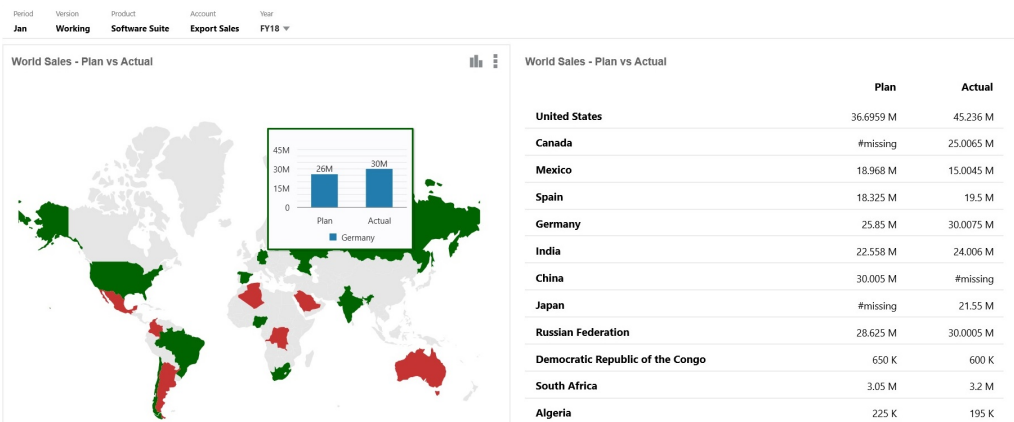 Period Version Product Account Year
Jan Working Software Suite Export Sales FY18
World Sales - Plan vs Actual
45M
30M
15M
0
26M
30M
Plan Actual
Germany
World Sales - Plan vs Actual
Plan Actual
United States 36.6959 M 45.236 M
Canada #missing 25.0065 M
Mexico 18.968 M 15.0045 M
Spain 18.325 M 19.5 M
Germany 25.85 M 30.0075 M
India 22.558 M 24.006 M
China 30.005 M #missing
Japan #missing 21.55 M
Russian Federation 28.625 M 30.0005 M
Democratic Republic of the Congo 650 K 600 K
South Africa 3.05 M 3.2 M
Algeria 225 K 195 K